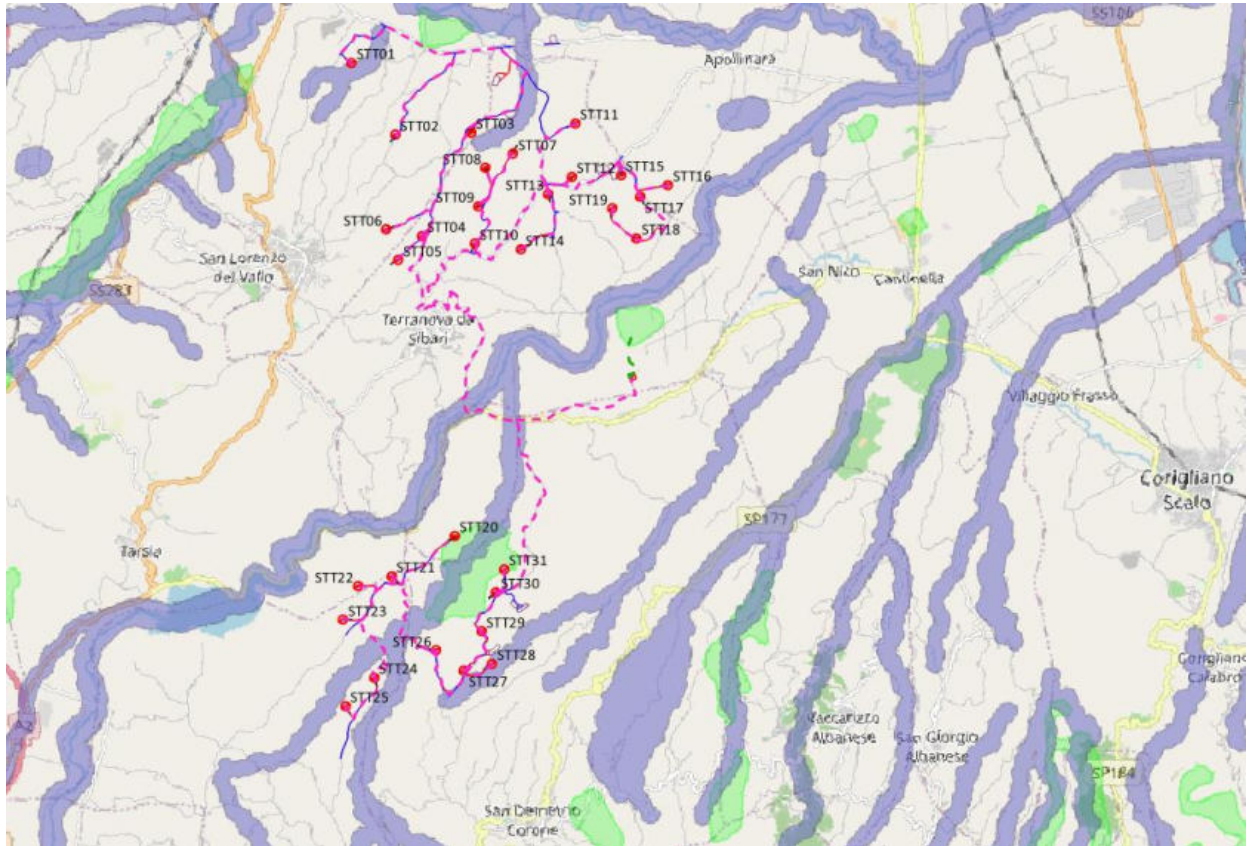 SS106
STT01
Apollinara
STT02
STT03
STT11
STT07
STT08
STT12
STT15
STT16
STT13
STT09
STT19
STT17
STT06
STT04
STT10
STT14
STT18
STT05
San Lorenzo
del Vallo
San Nico
Cantinella
SS283
Terranova da
Sibari
Villaggio Frasso
Corigliano
Scalo
SP177
STT20
Tarsia
STT31
STT21
STT22
STT30
STT23
STT29
STT26
STT28
STT24
STT27
Corigliano
Calabro
STT25
A2
Vaccarizzo
Albanese
San Giorgio
Albanese
SP184
San Demetrio
Corone